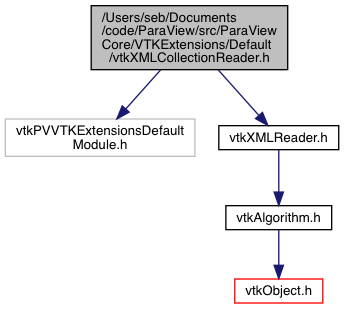 /Users/seb/Documents
/code/ParaView/src/ParaView
Core/VTKExtensions/Default
/vtkXMLCollectionReader.h
vtkPVVTKExtensionsDefault
Module.h
vtkXMLReader.h
vtkAlgorithm.h
vtkObject.h